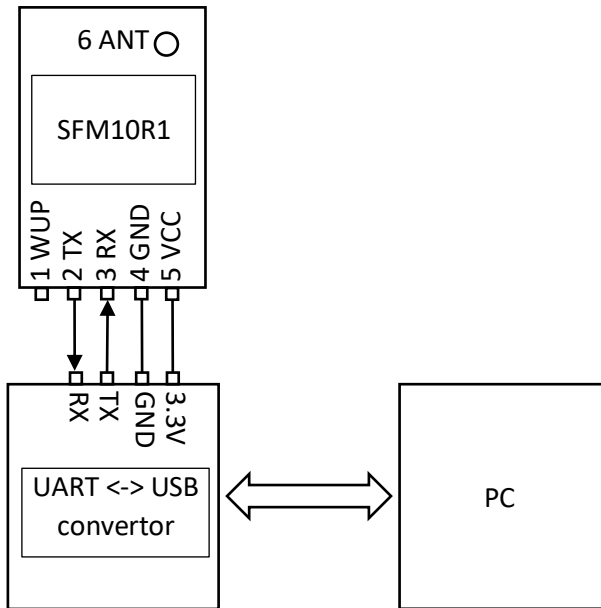 6 ANT
SFM10R1
1 WUP
2 TX
3 RX
4 GND
5 VCC
RX
TX
GND
3.3V
UART <-> USB
convertor
PC